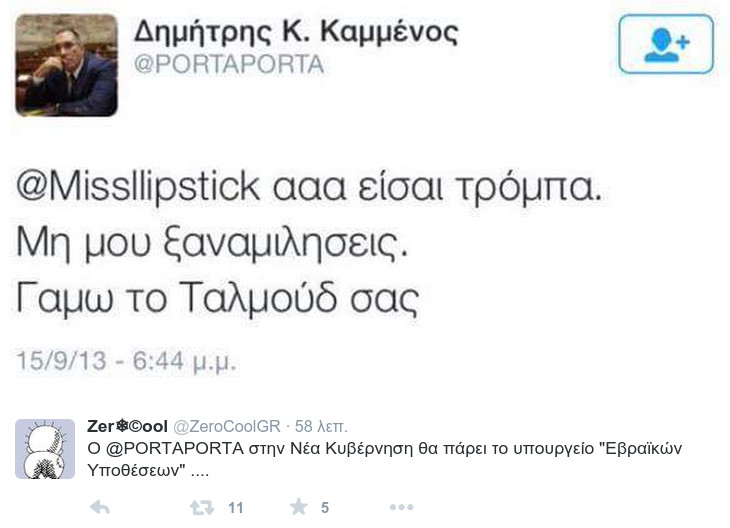 Δημήτρης Κ. Καμμένος
@PORTAPORTA
@Missllipstick ααα είσαι τρόμπα.
Μη μου ξαναμιλησεις.
Γαμω το Ταλμούδ σας
15/9/13 - 6:44 μ.μ.
Zer❄©ool @ZeroCoolGR · 58 λεπ.
Ο @PORTAPORTA στην Νέα Κυβέρνηση θα πάρει το υπουργείο "Εβραϊκών
Υποθέσεων" ....
11 5